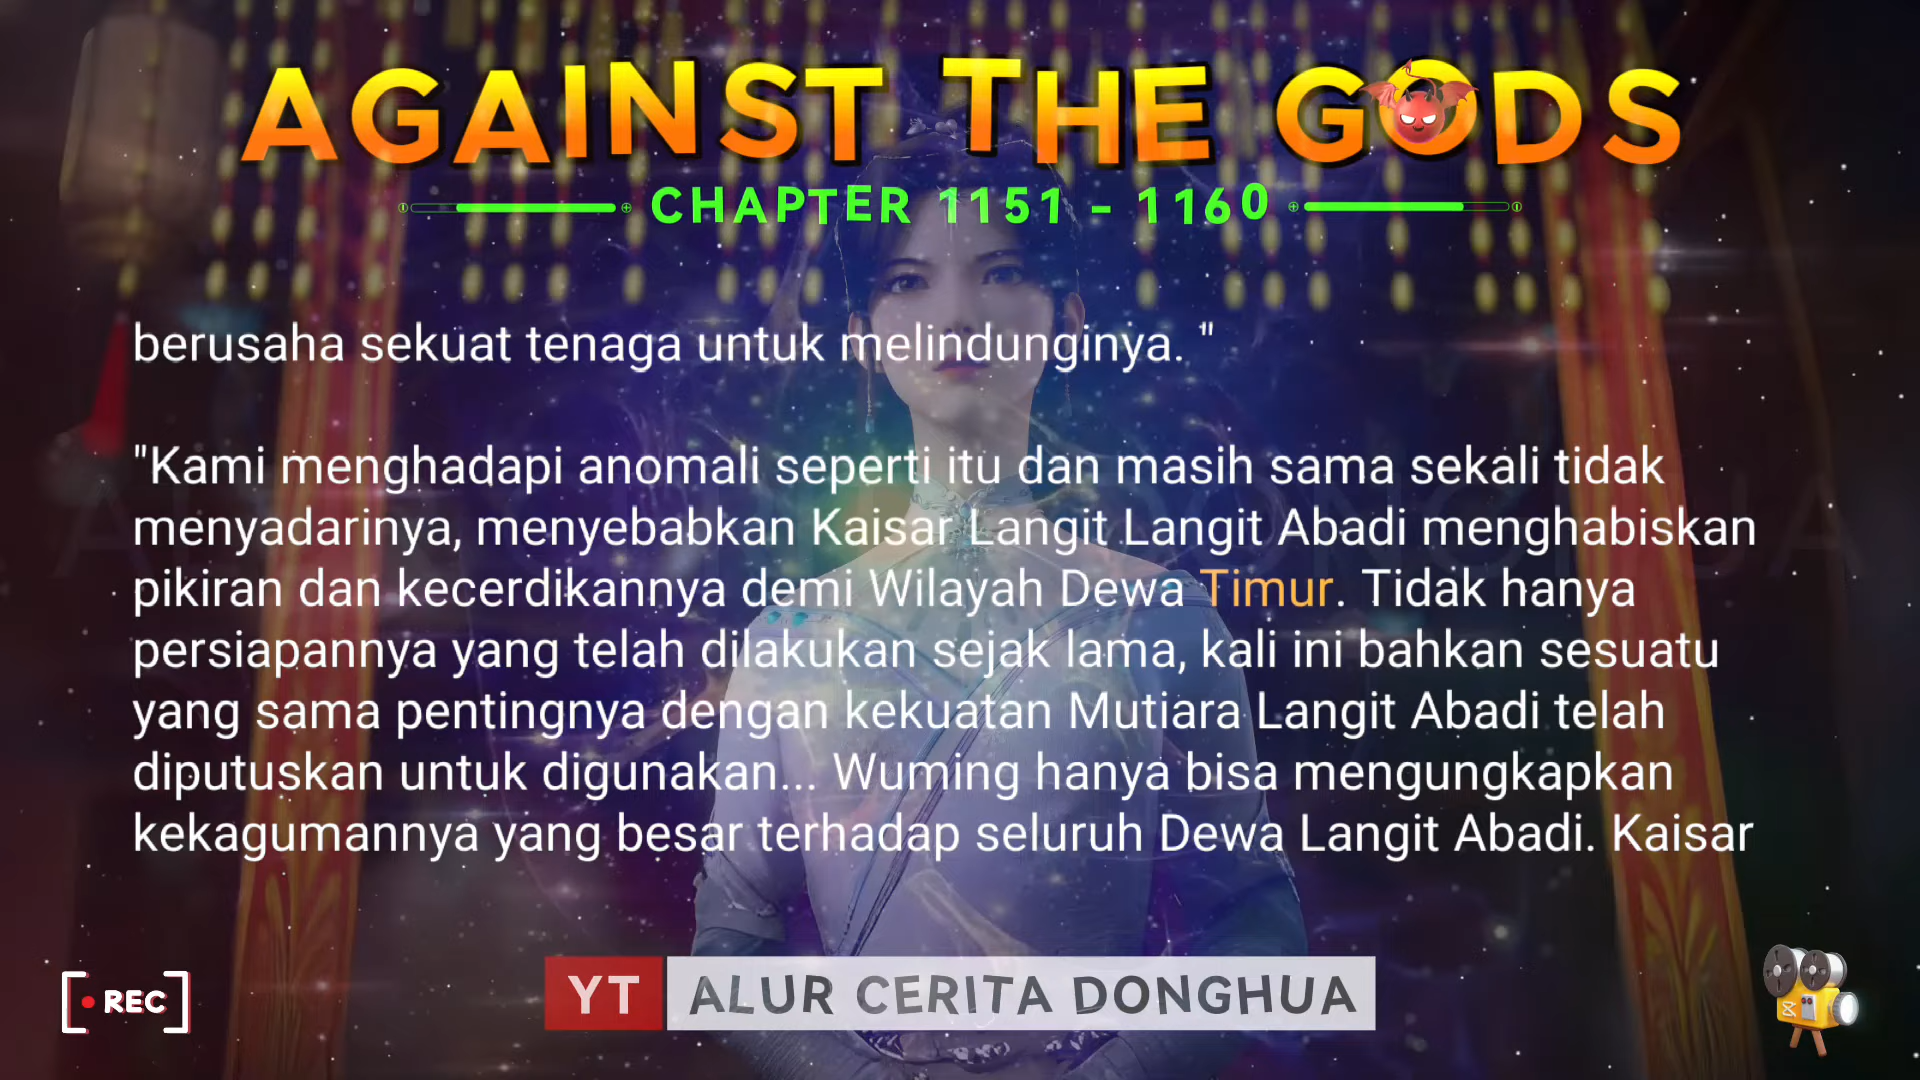 AGAINST THE GODS
CHAPTER 1151 - 1160
berusaha sekuat tenaga untuk melindunginya. "
"Kami menghadapi anomali seperti itu dan masih sama sekali tidak
menyadarinya, menyebabkan Kaisar Langit Langit Abadi menghabiskan
pikiran dan kecerdikannya demi Wilayah Dewa Timur. Tidak hanya
persiapannya yang telah dilakukan sejak lama, kali ini bahkan sesuatu
yang sama pentingnya dengan kekuatan Mutiara Langit Abadi telah
diputuskan untuk digunakan... Wuming hanya bisa mengungkapkan
kekagumannya yang besar terhadap seluruh Dewa Langit Abadi. Kaisar
REC
YT ALUR CERITA DONGHUA